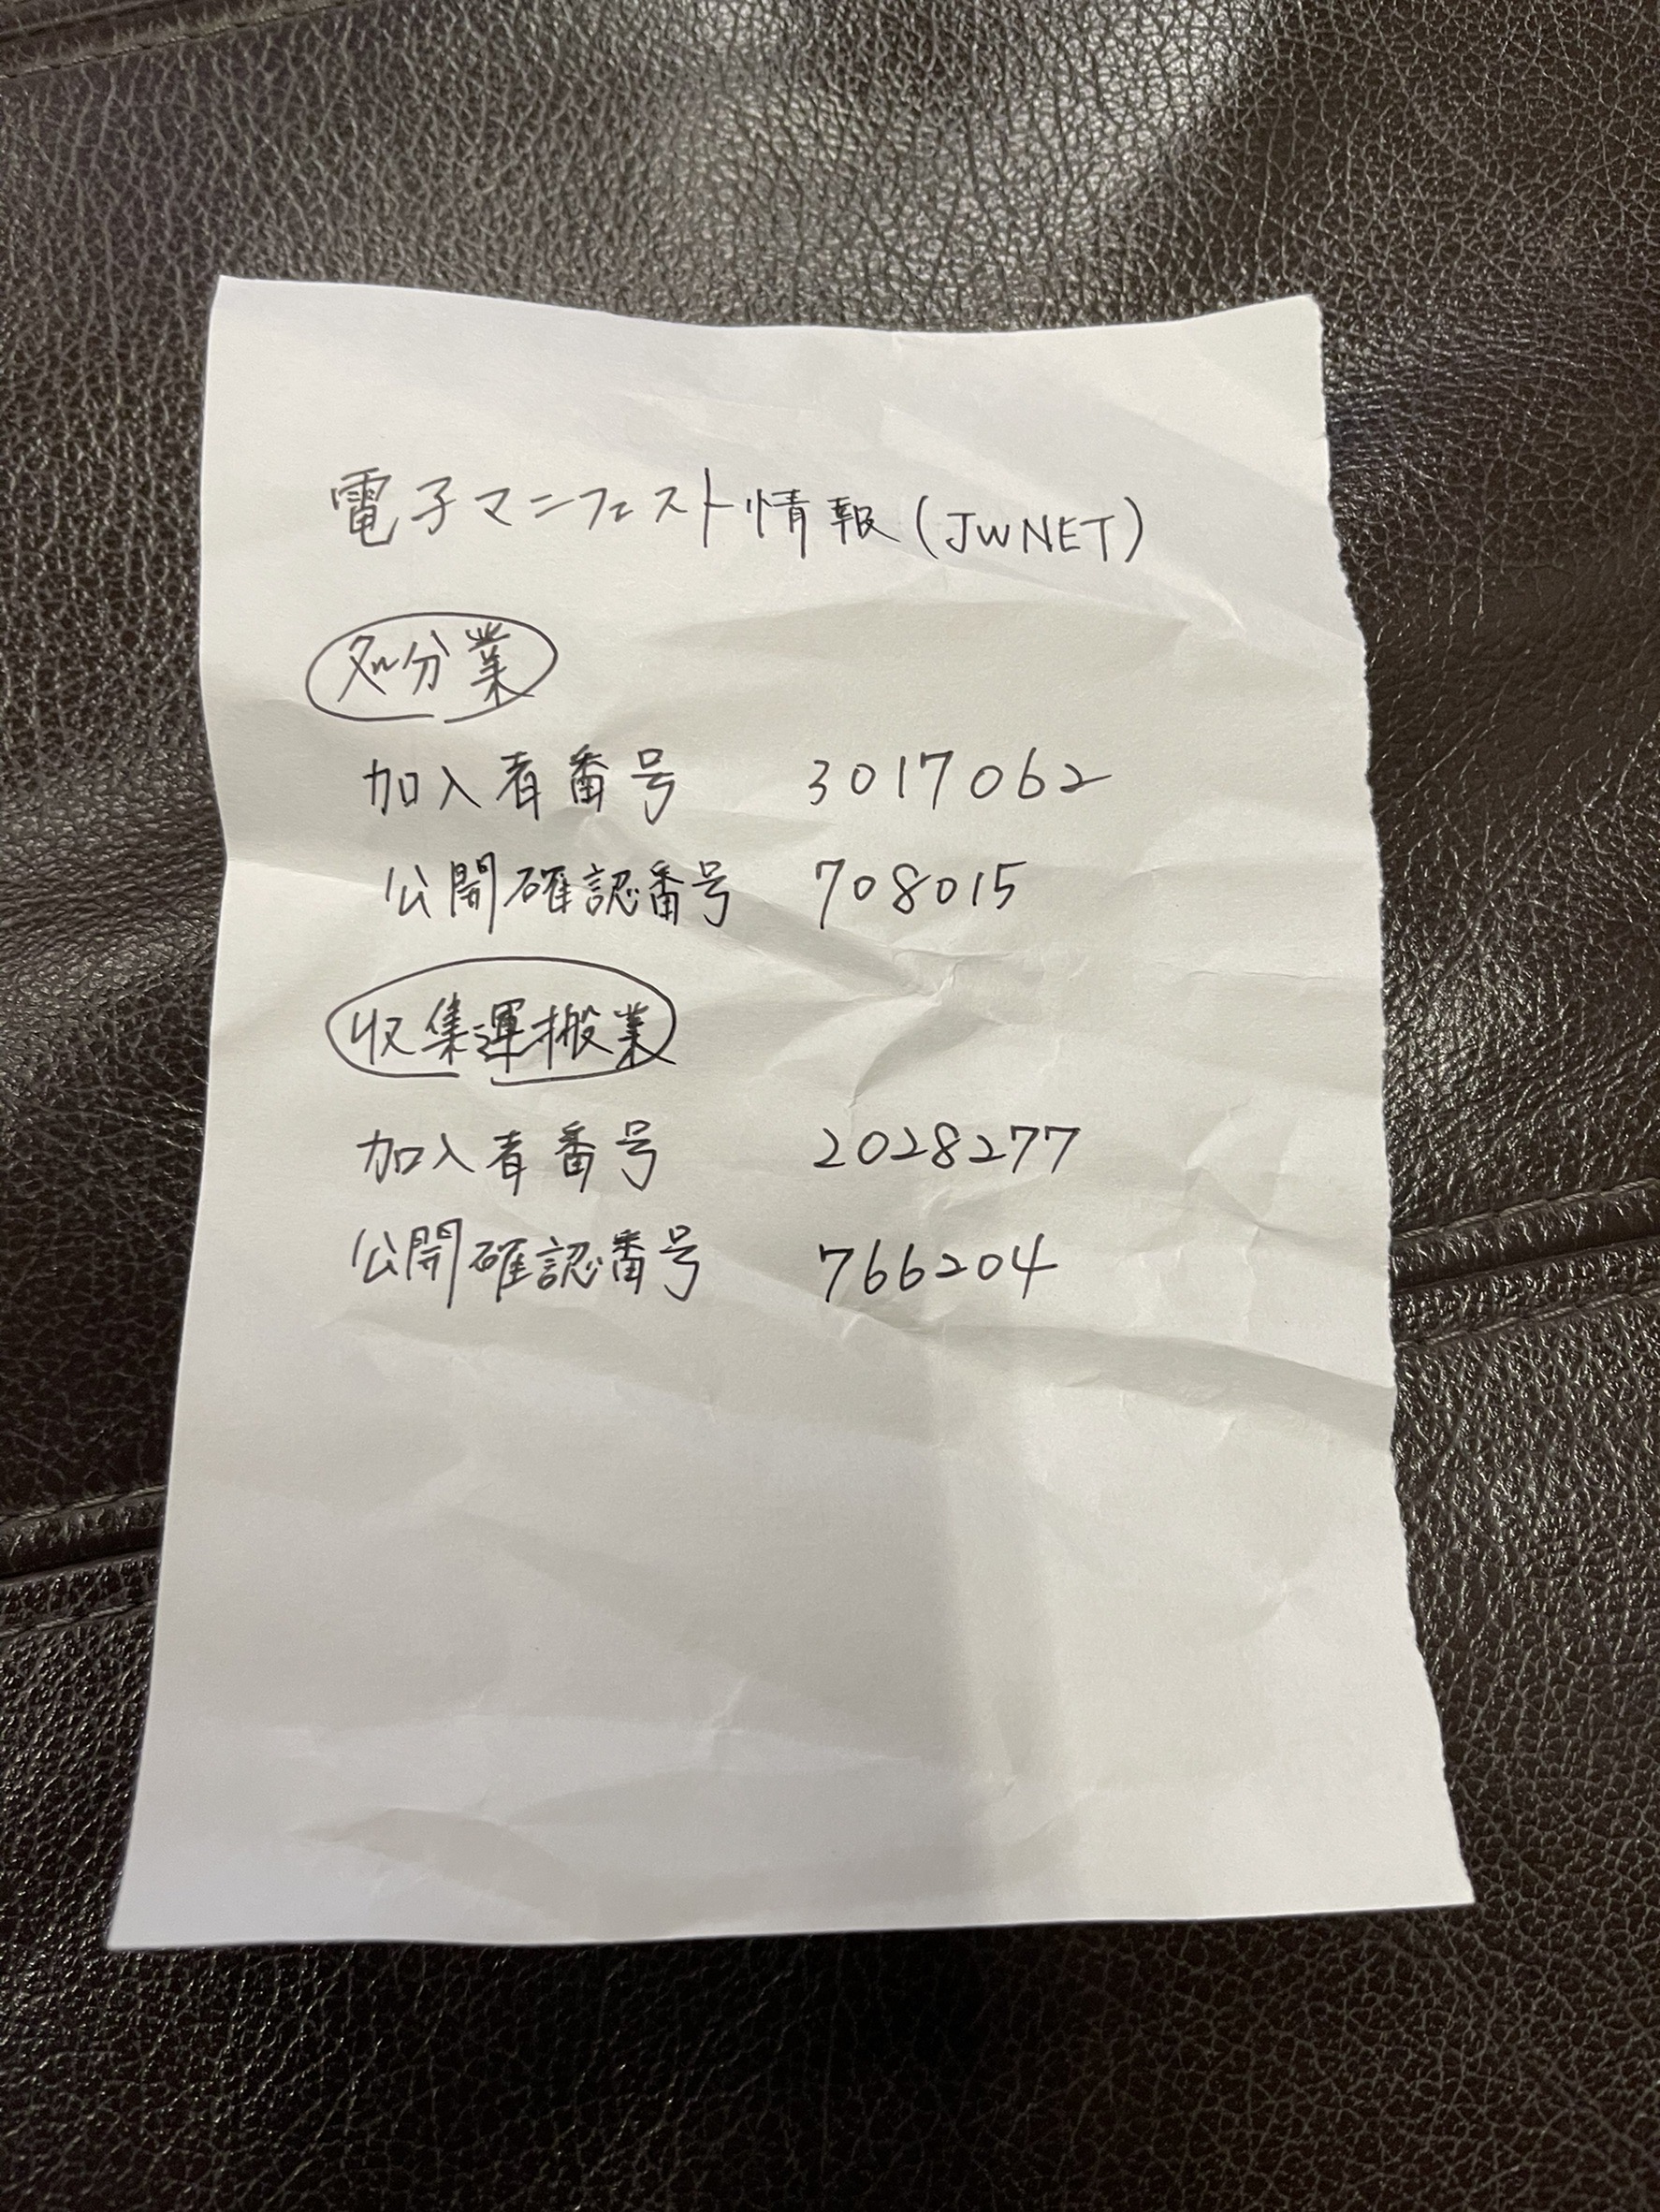 電子マニフェスト情報(JWNET)
処分業
加入者番号 3017062
公開確認番号 708015
収集運搬業
加入者番号 2028277
公開確認番号 766204